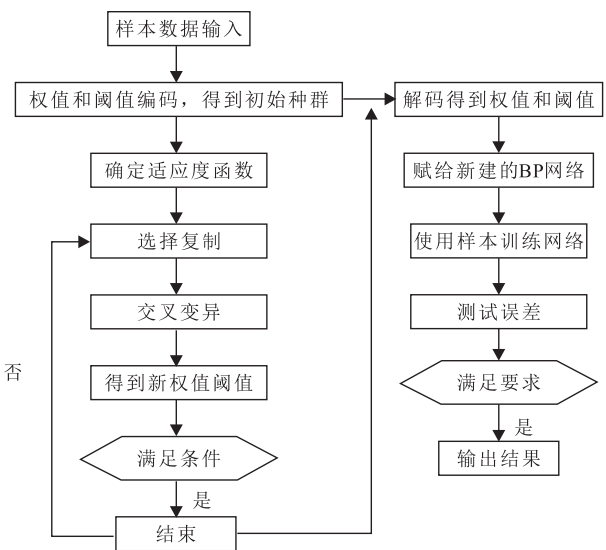 样本数据输入
权值和阈值编码，得到初始种群
确定适应度函数
选择复制
交叉变异
否
得到新权值阈值
满足条件
是
结束
解码得到权值和阈值
赋给新建的BP网络
使用样本训练网络
测试误差
满足要求
是
输出结果